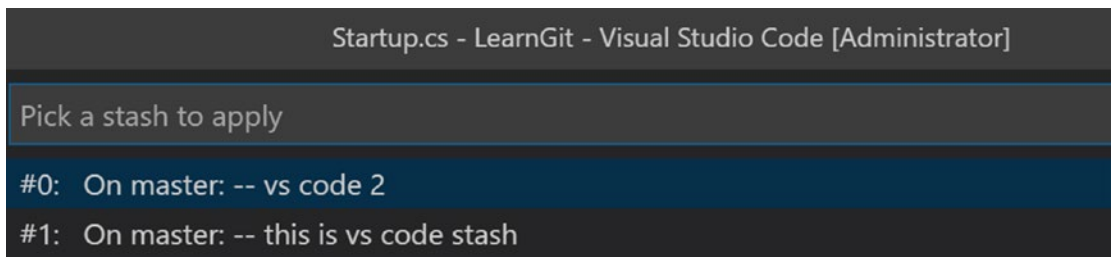 Startup.cs - LearnGit - Visual Studio Code [Administrator]
Pick a stash to apply
#0: On master: -- vs code 2
#1: On master: -- this is vs code stash